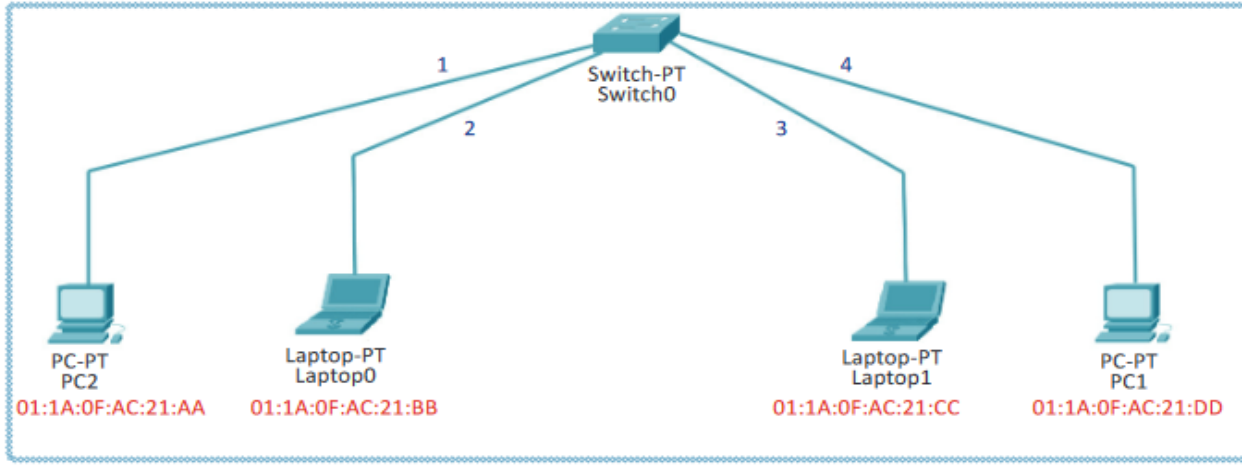 1
4
Switch-PT
Switch0
2
3
PC-PT
PC2
01:1A:0F:AC:21:AA
Laptop-PT
Laptop0
01:1A:0F:AC:21:BB
Laptop-PT
Laptop1
01:1A:0F:AC:21:CC
PC-PT
PC1
01:1A:0F:AC:21:DD